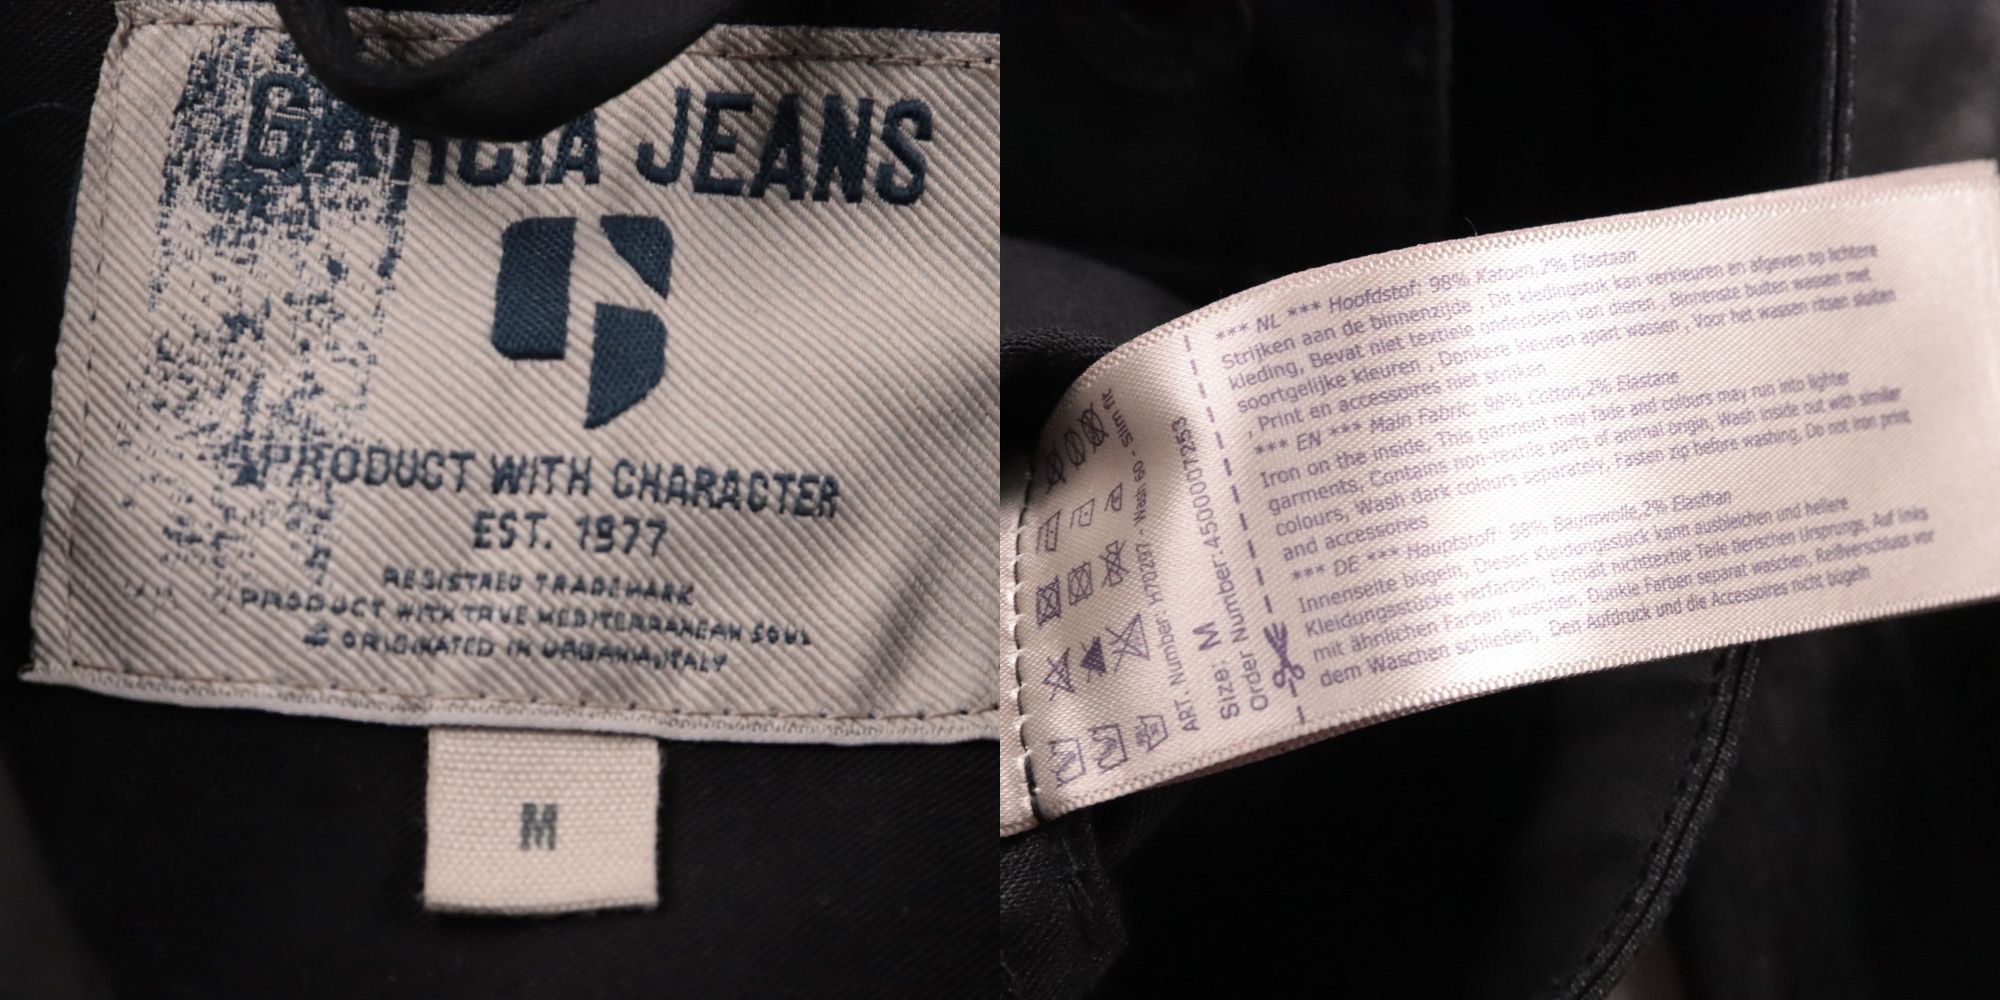 GARCIA JEANS
PRODUCT WITH CHARACTER
EST. 1977
REGISTRED TRADEMARK
PRODUCT WITH TRUE MEDITERRANEAN SOUL
& ORIGINATED IN URBANIA, ITALY
M
ART. Number: H70297 - Wash 60 - Slim fit
Size: M
Order Number:4500007253
*** NL *** Hoofdstof: 98% Katoen,2% Elastaan
Strijken aan de binnenzijde , Dit kledingstuk kan verkleuren en afgeven op lichtere
kleding, Bevat niet textiele onderdelen van dieren , Binnenste buiten wassen met
soortgelijke kleuren , Donkere kleuren apart wassen , Voor het wassen ritsen sluiten
, Print en accessoires niet strijken
*** EN *** Main Fabric: 98% Cotton,2% Elastane
Iron on the inside, This garment may fade and colours may run into lighter
garments, Contains non-textile parts of animal origin, Wash inside out with similar
colours, Wash dark colours separately, Fasten zip before washing, Do not iron print
and accessories
*** DE *** Hauptstoff: 98% Baumwolle,2% Elasthan
Innenseite bügeln, Dieses Kleidungsstück kann ausbleichen und hellere
Kleidungsstücke verfärben, Enthält nichttextile Teile tierischen Ursprungs, Auf links
mit ähnlichen Farben waschen, Dunkle Farben separat waschen, Reißverschluss vor
dem Waschen schließen, Den Aufdruck und die Accessoires nicht bügeln